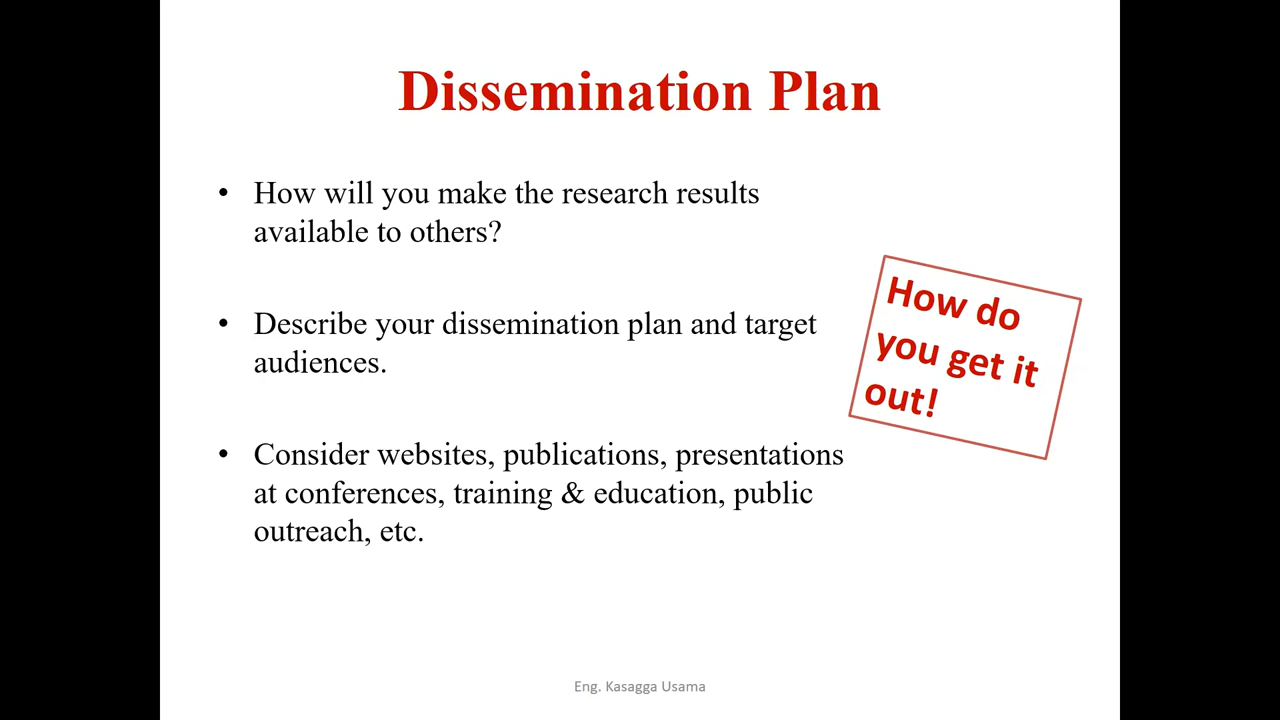 Dissemination Plan
• How will you make the research results
available to others?
• Describe your dissemination plan and target
audiences.
• Consider websites, publications, presentations
at conferences, training & education, public
outreach, etc.
How do
you get it
out!
Eng. Kasagga Usama